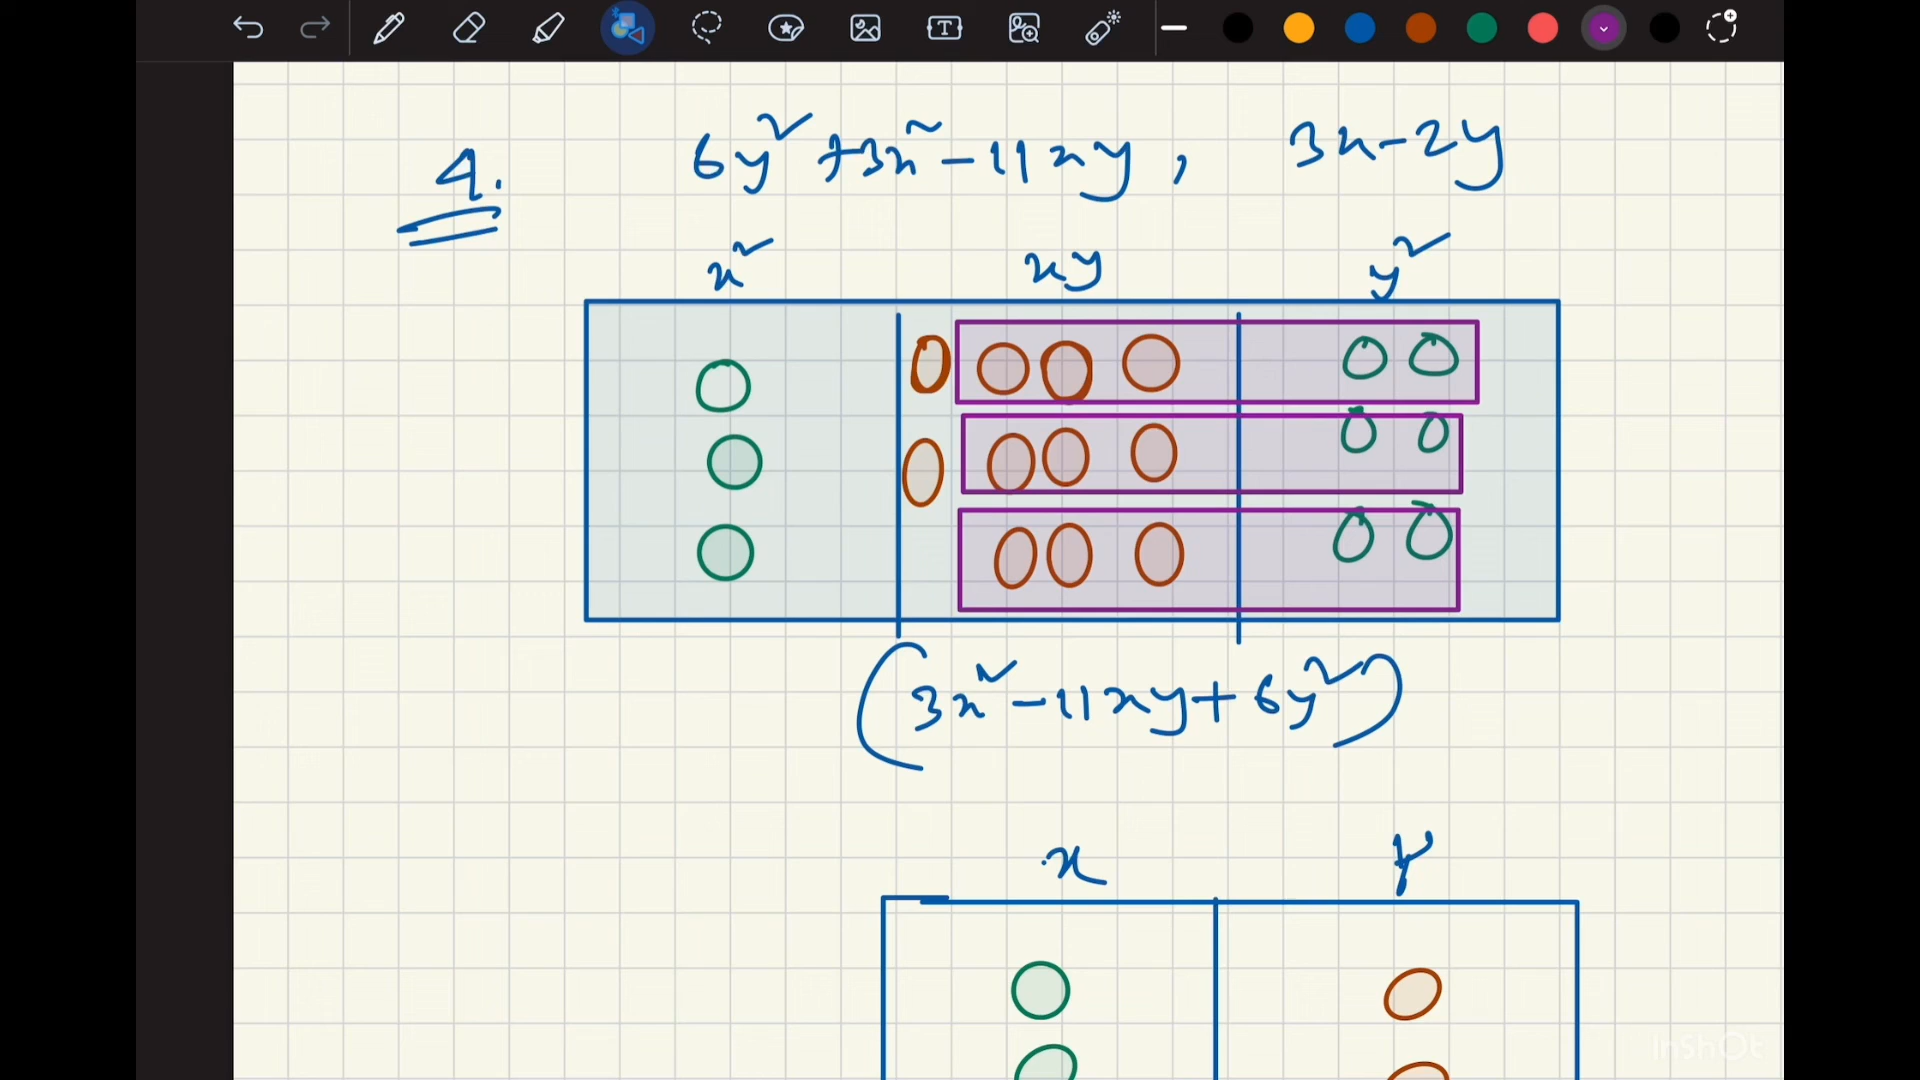 4.
6y² + 3x² - 11xy , 3x - 2y
x² xy y²
(3x² - 11xy + 6y²)
x y
InShOt